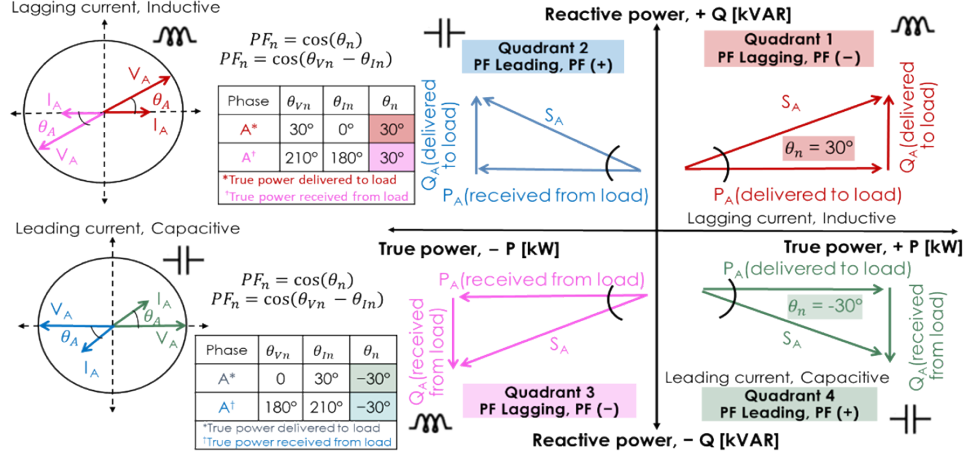 Lagging current, Inductive
V_A
I_A
θ_A
θ_A
I_A
V_A
PF_n = cos(θ_n)
PF_n = cos(θ_Vn − θ_In)
Phase θ_Vn θ_In θ_n
A* 30° 0° 30°
A† 210° 180° 30°
*True power delivered to load
†True power received from load
Leading current, Capacitive
V_A
I_A
θ_A
θ_A
V_A
I_A
PF_n = cos(θ_n)
PF_n = cos(θ_Vn − θ_In)
Phase θ_Vn θ_In θ_n
A* 0 30° −30°
A† 180° 210° −30°
*True power delivered to load
†True power received from load
Reactive power, + Q [kVAR]
Quadrant 2
PF Leading, PF (+)
S_A
Q_A(delivered
to load)
P_A(received from load)
Quadrant 1
PF Lagging, PF (−)
S_A
θ_n = 30°
Q_A(delivered
to load)
P_A(delivered to load)
Lagging current, Inductive
True power, − P [kW]
True power, + P [kW]
P_A(received from load)
Q_A(received
from load)
S_A
Quadrant 3
PF Lagging, PF (−)
P_A(delivered to load)
θ_n = -30°
S_A
Q_A(received
from load)
Leading current, Capacitive
Quadrant 4
PF Leading, PF (+)
Reactive power, − Q [kVAR]